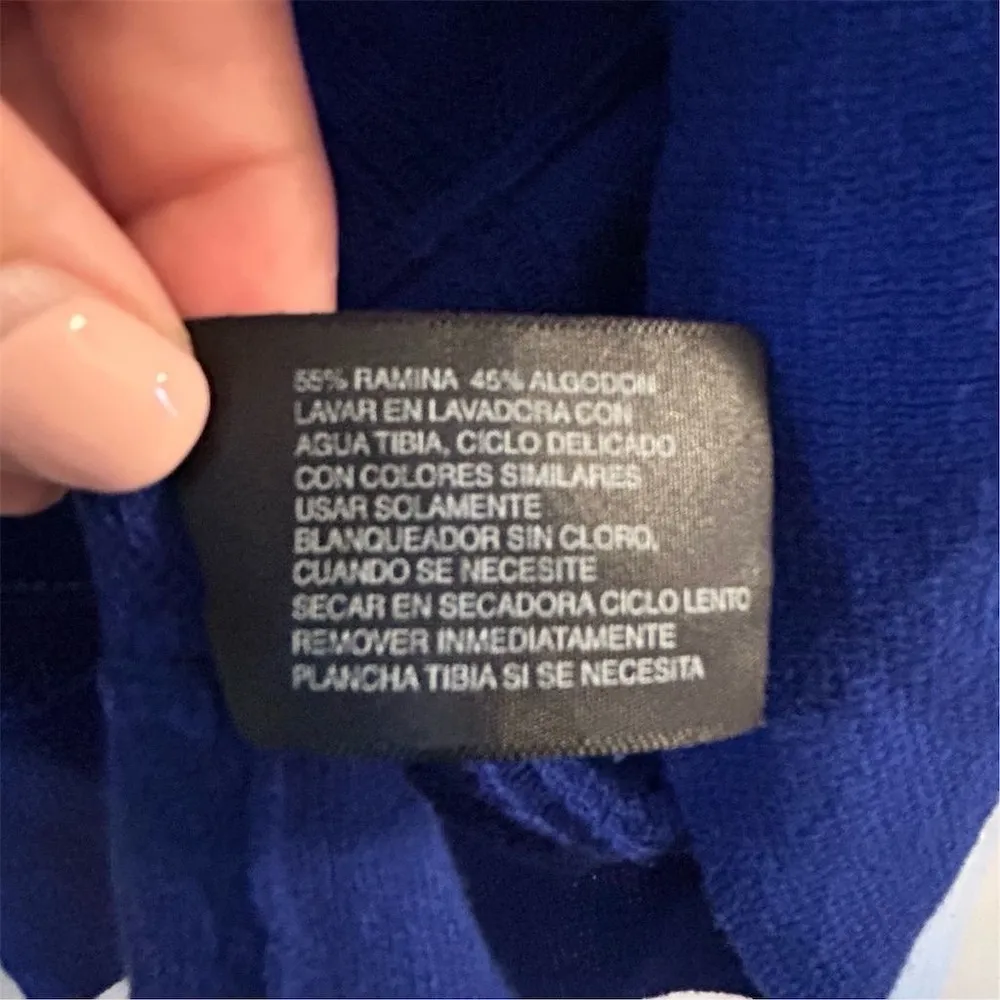 55% RAMINA 45% ALGODON
LAVAR EN LAVADORA CON
AGUA TIBIA, CICLO DELICADO
CON COLORES SIMILARES
USAR SOLAMENTE
BLANQUEADOR SIN CLORO,
CUANDO SE NECESITE
SECAR EN SECADORA CICLO LENTO
REMOVER INMEDIATAMENTE
PLANCHA TIBIA SI SE NECESITA